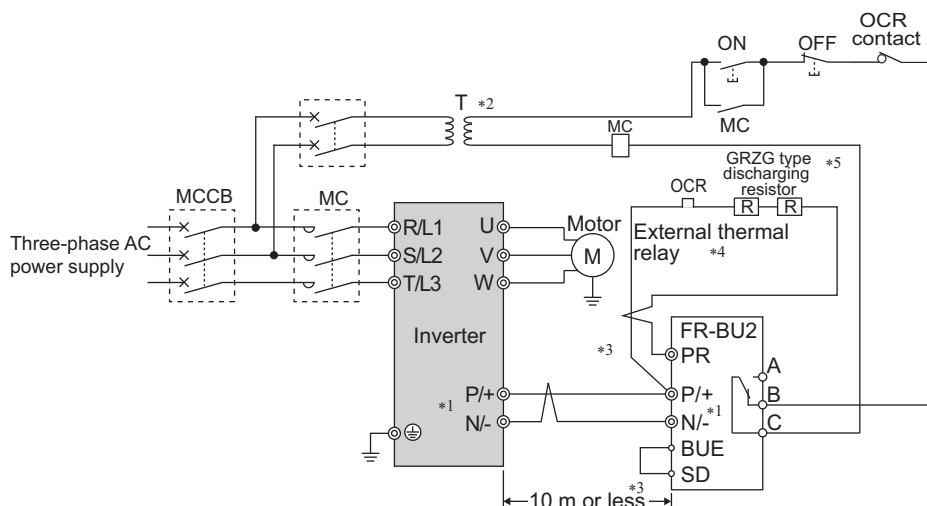 ON
OFF
OCR
contact
T *2
MC
MC
GRZG type
discharging
resistor
*5
OCR
R
R
MCCB
MC
Three-phase AC
power supply
R/L1
S/L2
T/L3
U
V
W
Motor
M
External thermal
relay *4
Inverter
FR-BU2
*3
PR
A
P/+
P/+
B
*1
N/-
N/-
*1
C
BUE
SD
*3
10 m or less